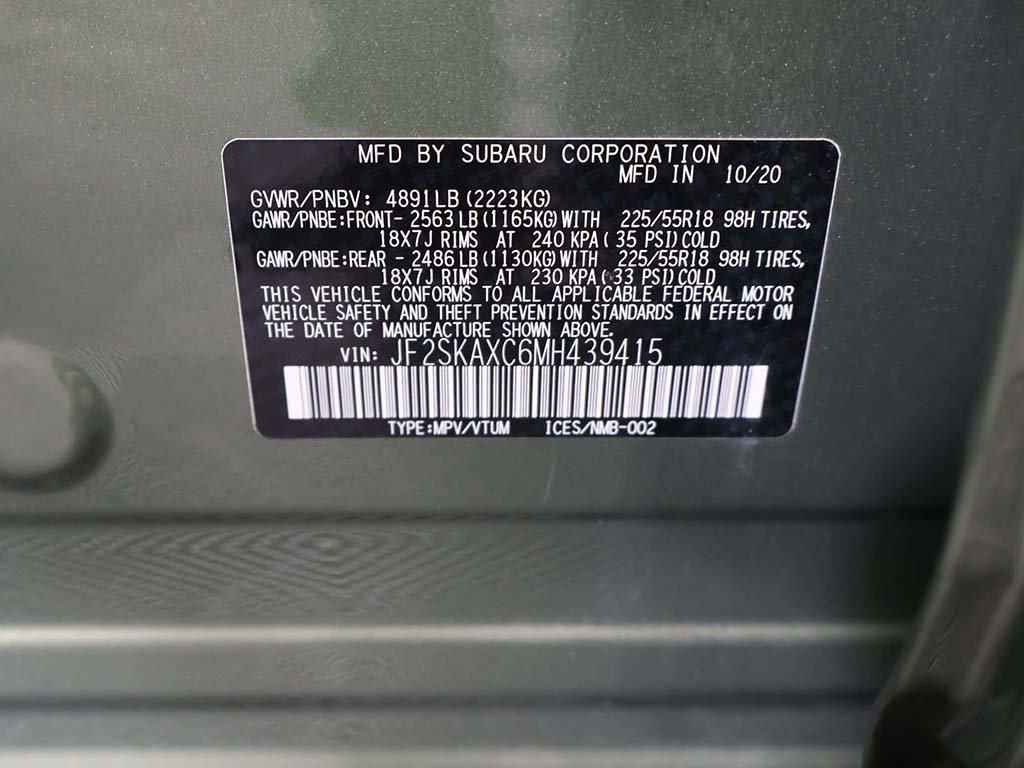 MFD BY SUBARU CORPORATION
MFD IN 10/20
GVWR/PNBV: 4891LB (2223KG)
GAWR/PNBE:FRONT- 2563 LB (1165KG) WITH 225/55R18 98H TIRES,
18X7J RIMS AT 240 KPA ( 35 PSI) COLD
GAWR/PNBE:REAR - 2486 LB (1130KG) WITH 225/55R18 98H TIRES,
18X7J RIMS AT 230 KPA ( 33 PSI) COLD
THIS VEHICLE CONFORMS TO ALL APPLICABLE FEDERAL MOTOR
VEHICLE SAFETY AND THEFT PREVENTION STANDARDS IN EFFECT ON
THE DATE OF MANUFACTURE SHOWN ABOVE.
VIN: JF2SKAXC6MH439415
TYPE:MPV/VTUM ICES/NMB-002